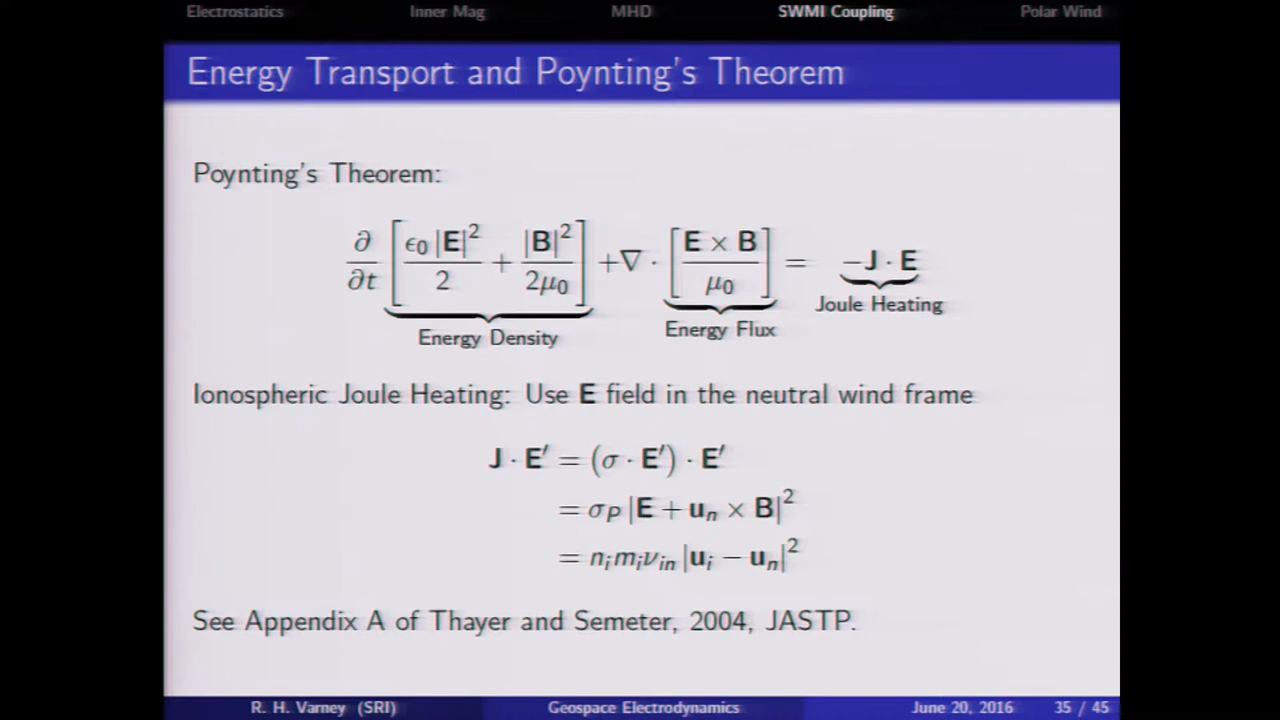 Electrostatics Inner Mag MHD SWMI Coupling Polar Wind
Energy Transport and Poynting's Theorem
Poynting's Theorem:
∂/∂t [ϵ₀|E|²/2 + |B|²/2μ₀] + ∇ · [E × B/μ₀] = −J · E
Energy Density Energy Flux Joule Heating
Ionospheric Joule Heating: Use E field in the neutral wind frame
J · E′ = (σ · E′) · E′
= σ_P |E + u_n × B|²
= n_i m_i ν_in |u_i − u_n|²
See Appendix A of Thayer and Semeter, 2004, JASTP.
R. H. Varney (SRI) Geospace Electrodynamics June 20, 2016 35 / 45